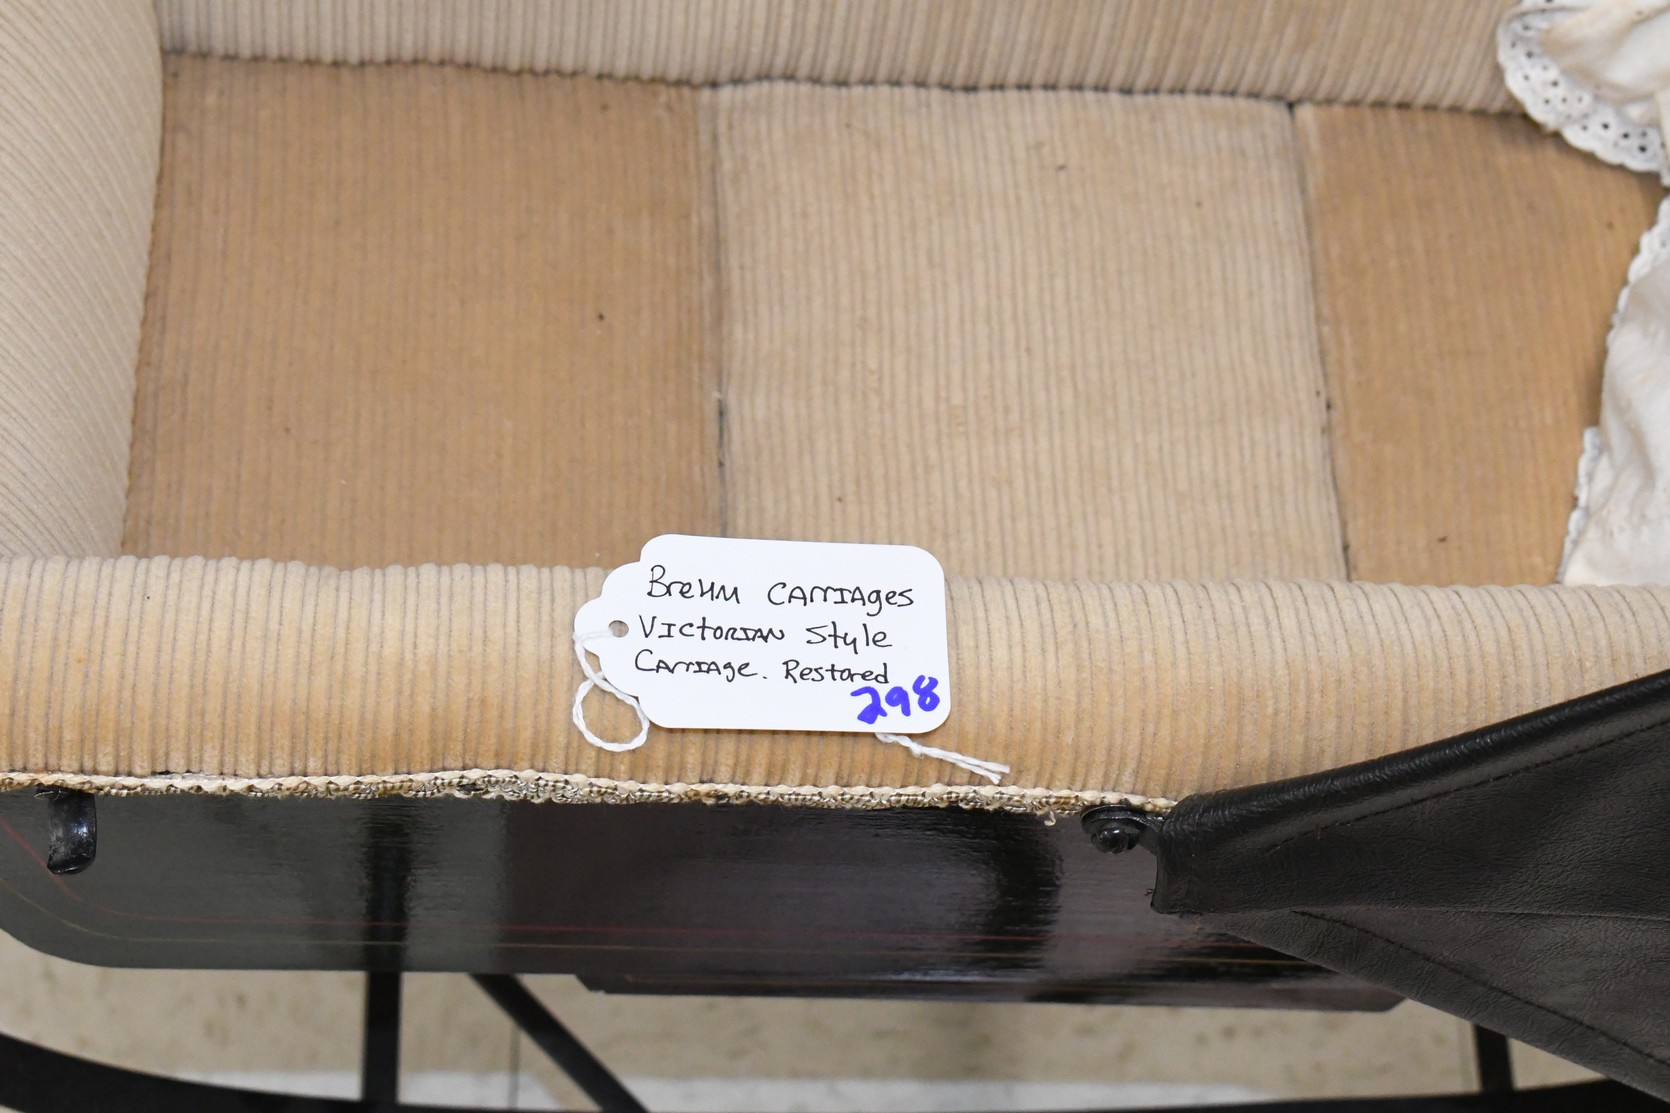 Brehm Carriages
Victorian Style
Carriage. Restored
298